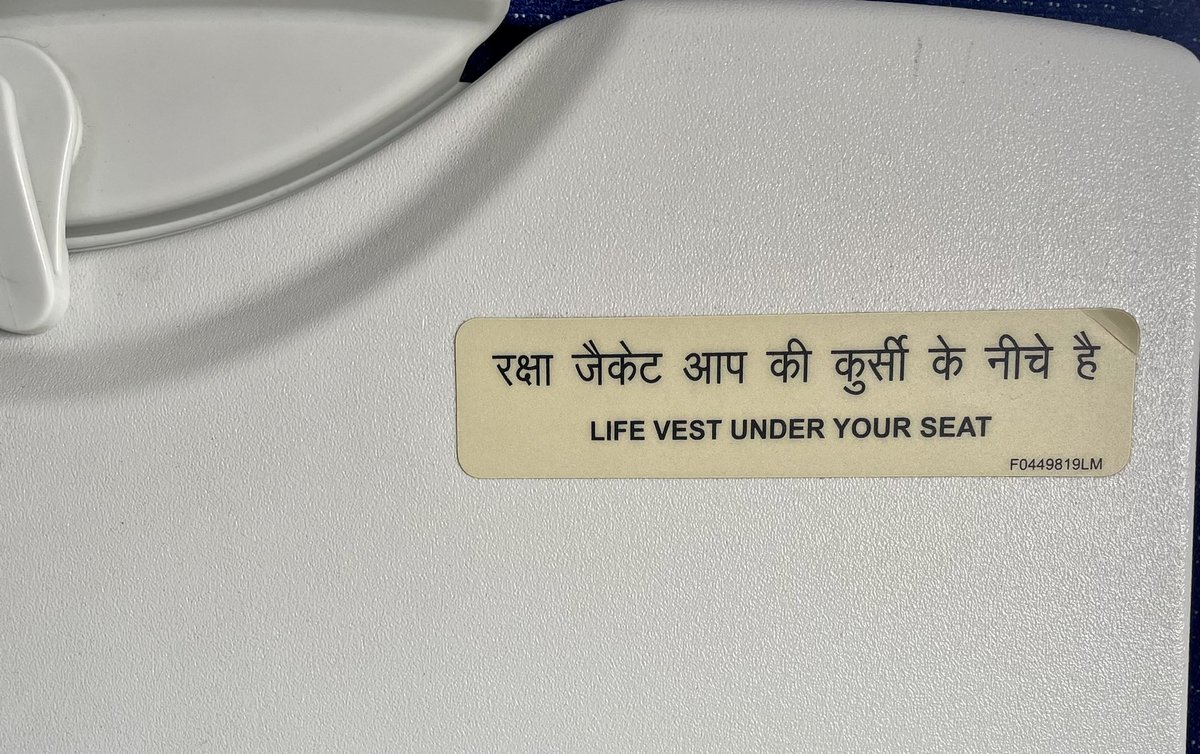 रक्षा जैकेट आप की कुर्सी के नीचे है
LIFE VEST UNDER YOUR SEAT
F0449819LM